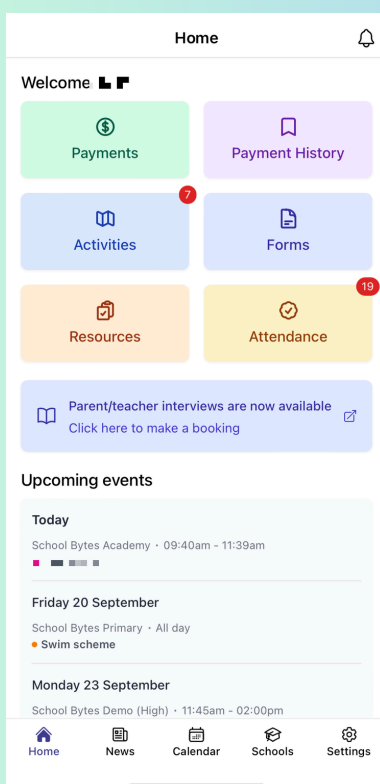 Home
Welcome
Payments
Payment History
7
Activities
Forms
19
Resources
Attendance
Parent/teacher interviews are now available
Click here to make a booking
Upcoming events
Today
School Bytes Academy · 09:40am - 11:39am
Friday 20 September
School Bytes Primary · All day
Swim scheme
Monday 23 September
School Bytes Demo (High) · 11:45am - 02:00pm
Home News Calendar Schools Settings